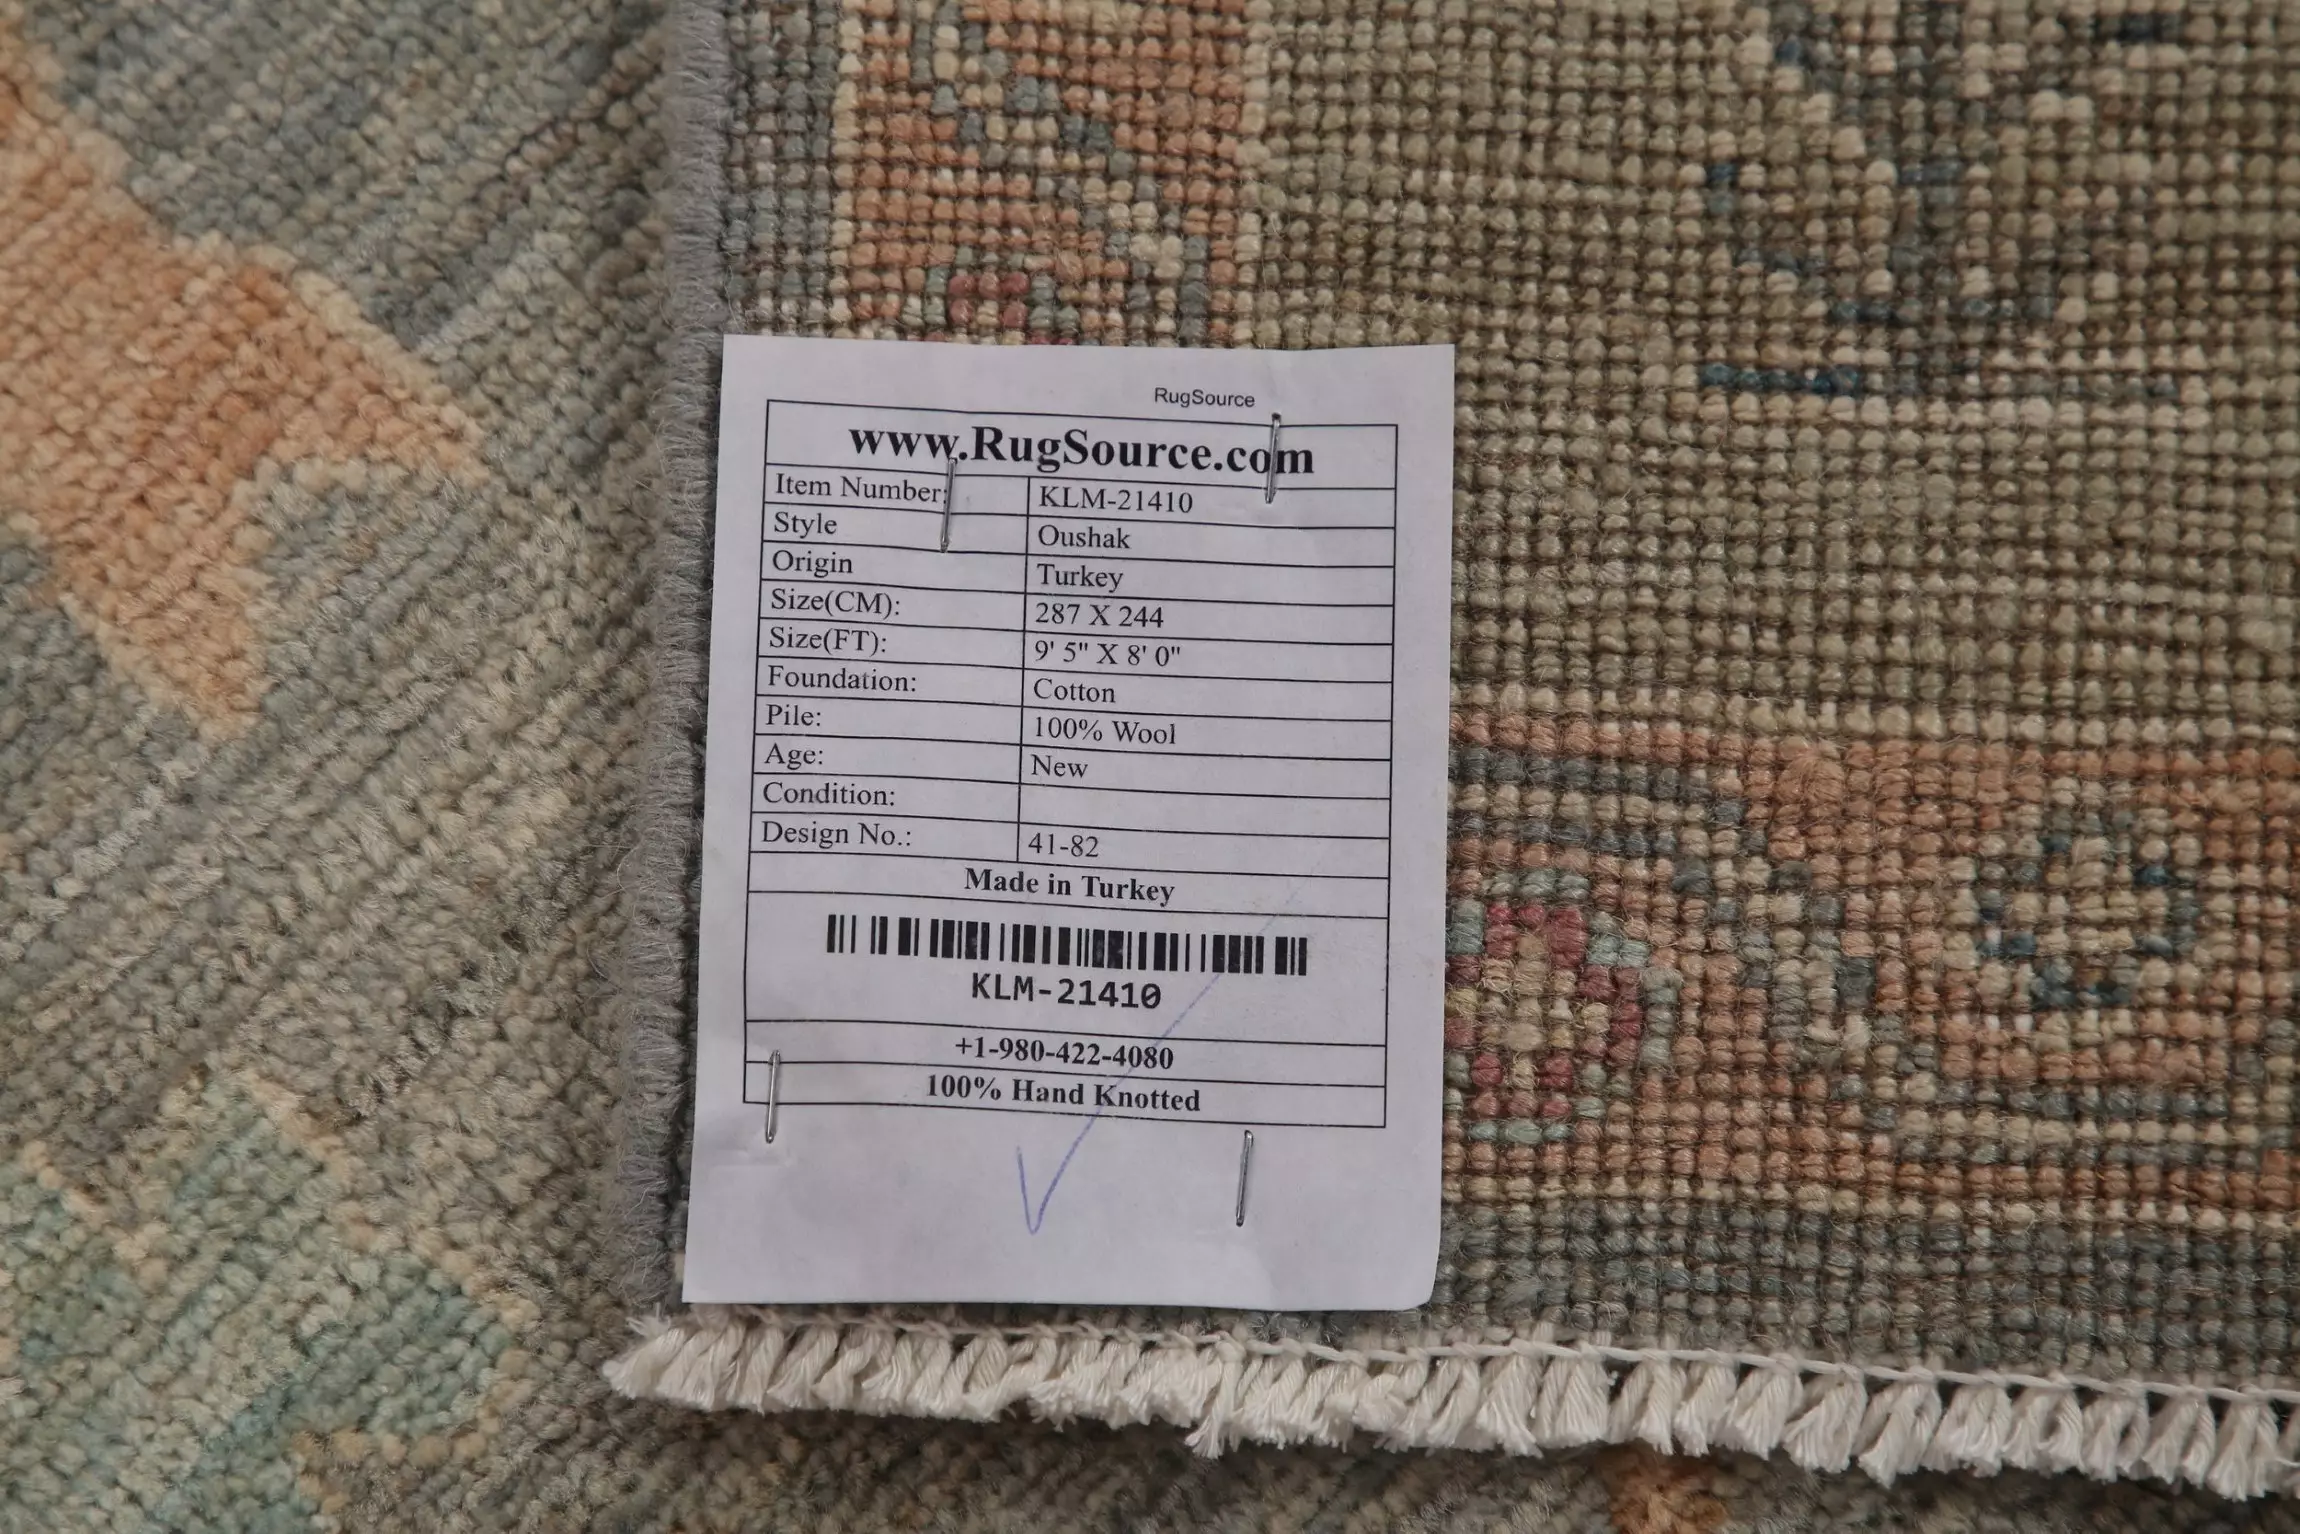 RugSource
www.RugSource.com
Item Number: KLM-21410
Style Oushak
Origin Turkey
Size(CM): 287 X 244
Size(FT): 9' 5" X 8' 0"
Foundation: Cotton
Pile: 100% Wool
Age: New
Condition:
Design No.: 41-82
Made in Turkey
KLM-21410
+1-980-422-4080
100% Hand Knotted